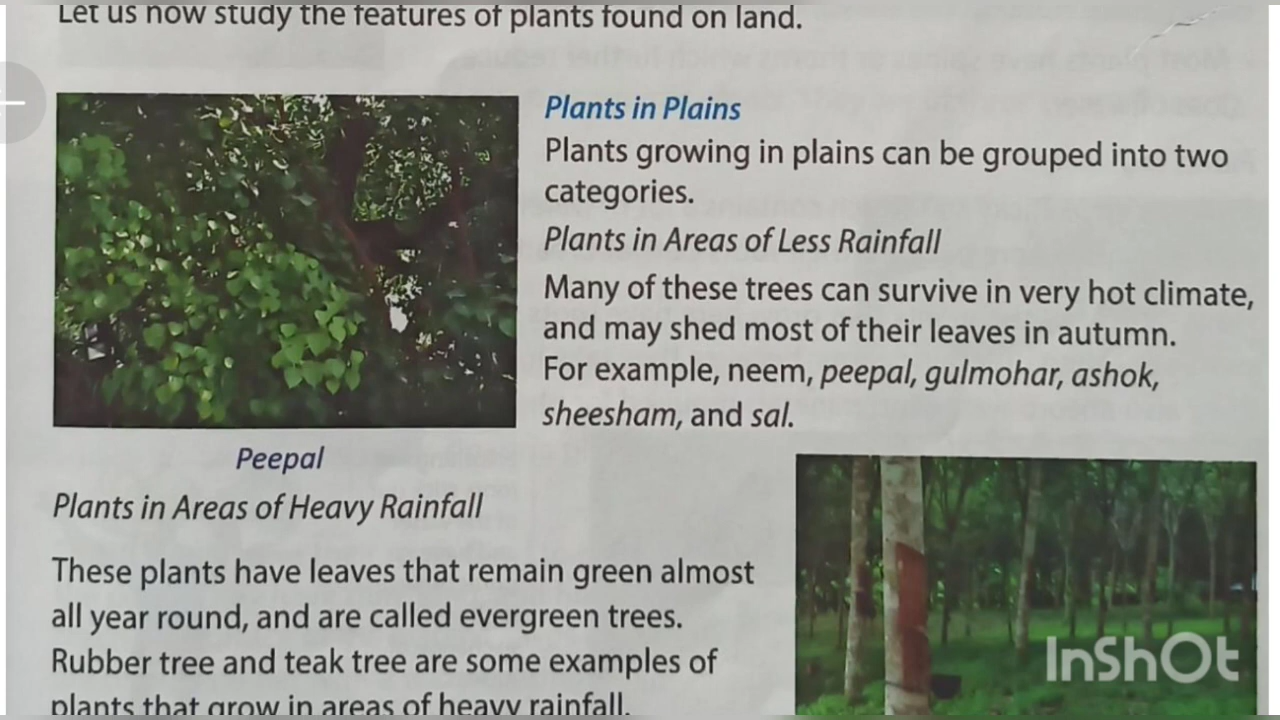 Let us now study the features of plants found on land.
Plants in Plains
Plants growing in plains can be grouped into two
categories.
Plants in Areas of Less Rainfall
Many of these trees can survive in very hot climate,
and may shed most of their leaves in autumn.
For example, neem, peepal, gulmohar, ashok,
sheesham, and sal.
Peepal
Plants in Areas of Heavy Rainfall
These plants have leaves that remain green almost
all year round, and are called evergreen trees.
Rubber tree and teak tree are some examples of
plants that grow in areas of heavy rainfall.
InShOt